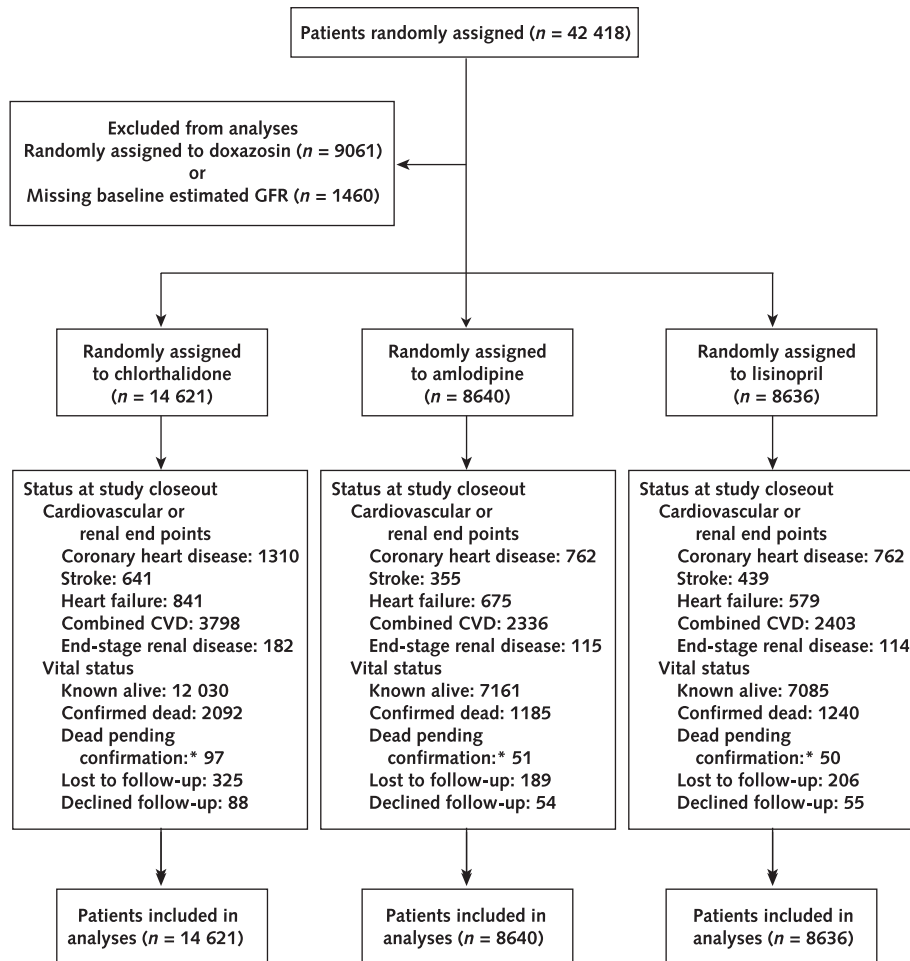 Patients randomly assigned (n = 42 418)
Excluded from analyses
Randomly assigned to doxazosin (n = 9061)
or
Missing baseline estimated GFR (n = 1460)
Randomly assigned
to chlorthalidone
(n = 14 621)
Randomly assigned
to amlodipine
(n = 8640)
Randomly assigned
to lisinopril
(n = 8636)
Status at study closeout
Cardiovascular or
renal end points
Coronary heart disease: 1310
Stroke: 641
Heart failure: 841
Combined CVD: 3798
End-stage renal disease: 182
Vital status
Known alive: 12 030
Confirmed dead: 2092
Dead pending
confirmation:* 97
Lost to follow-up: 325
Declined follow-up: 88
Status at study closeout
Cardiovascular or
renal end points
Coronary heart disease: 762
Stroke: 355
Heart failure: 675
Combined CVD: 2336
End-stage renal disease: 115
Vital status
Known alive: 7161
Confirmed dead: 1185
Dead pending
confirmation:* 51
Lost to follow-up: 189
Declined follow-up: 54
Status at study closeout
Cardiovascular or
renal end points
Coronary heart disease: 762
Stroke: 439
Heart failure: 579
Combined CVD: 2403
End-stage renal disease: 114
Vital status
Known alive: 7085
Confirmed dead: 1240
Dead pending
confirmation:* 50
Lost to follow-up: 206
Declined follow-up: 55
Patients included in
analyses (n = 14 621)
Patients included in
analyses (n = 8640)
Patients included in
analyses (n = 8636)